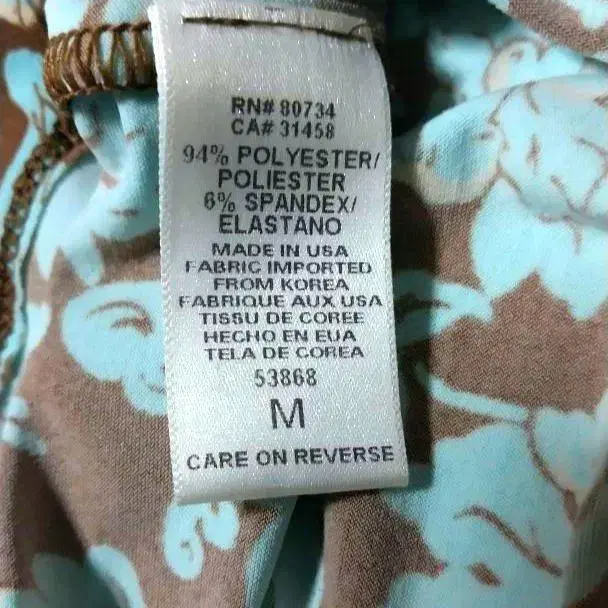 RN# 80734
CA# 31458
94% POLYESTER/
POLIESTER
6% SPANDEX/
ELASTANO
MADE IN USA
FABRIC IMPORTED
FROM KOREA
FABRIQUE AUX USA
TISSU DE COREE
HECHO EN EUA
TELA DE COREA
53868
M
CARE ON REVERSE